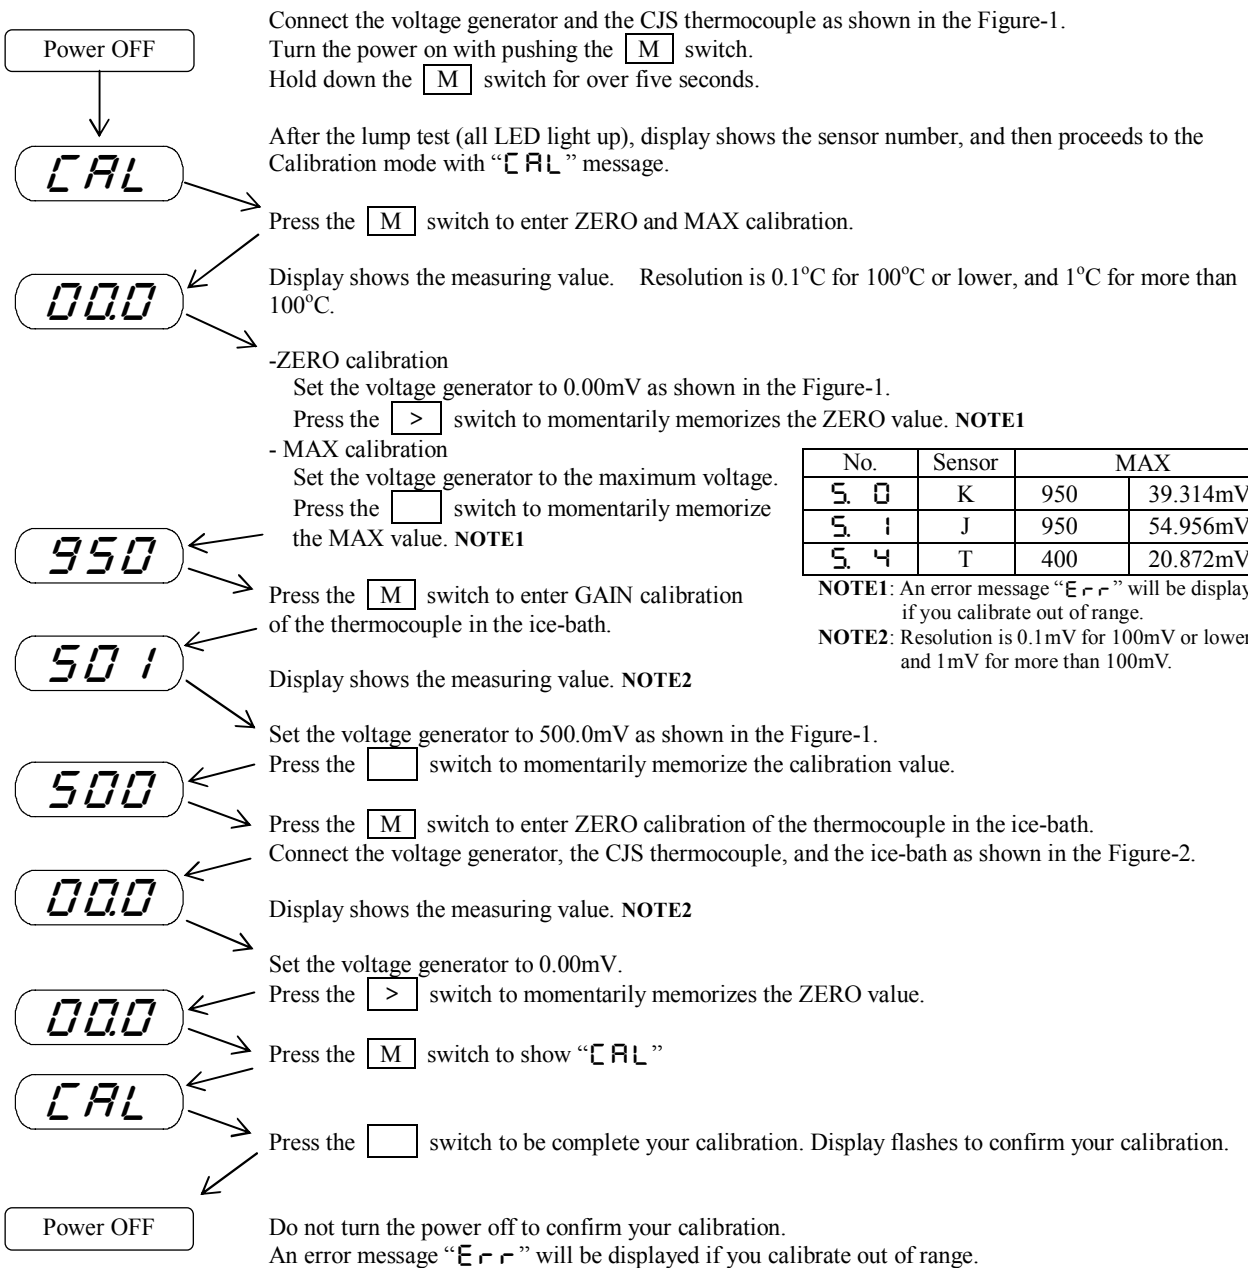 Connect the voltage generator and the CJS thermocouple as shown in the Figure-1.
Power OFF
Turn the power on with pushing the M switch.
Hold down the M switch for over five seconds.
After the lump test (all LED light up), display shows the sensor number, and then proceeds to the
Calibration mode with “CAL” message.
CAL
Press the M switch to enter ZERO and MAX calibration.
Display shows the measuring value. Resolution is 0.1°C for 100°C or lower, and 1°C for more than
100°C.
00.0
-ZERO calibration
Set the voltage generator to 0.00mV as shown in the Figure-1.
Press the > switch to momentarily memorizes the ZERO value. NOTE1
- MAX calibration
Set the voltage generator to the maximum voltage.
Press the switch to momentarily memorize
the MAX value. NOTE1
No. Sensor MAX
S. 0 K 950 39.314mV
S. 1 J 950 54.956mV
S. 4 T 400 20.872mV
NOTE1: An error message “Err” will be display
if you calibrate out of range.
NOTE2: Resolution is 0.1mV for 100mV or lower
and 1mV for more than 100mV.
950
Press the M switch to enter GAIN calibration
of the thermocouple in the ice-bath.
501
Display shows the measuring value. NOTE2
Set the voltage generator to 500.0mV as shown in the Figure-1.
Press the switch to momentarily memorize the calibration value.
500
Press the M switch to enter ZERO calibration of the thermocouple in the ice-bath.
Connect the voltage generator, the CJS thermocouple, and the ice-bath as shown in the Figure-2.
00.0
Display shows the measuring value. NOTE2
Set the voltage generator to 0.00mV.
Press the > switch to momentarily memorizes the ZERO value.
00.0
Press the M switch to show “CAL”
CAL
Press the switch to be complete your calibration. Display flashes to confirm your calibration.
Power OFF
Do not turn the power off to confirm your calibration.
An error message “Err” will be displayed if you calibrate out of range.